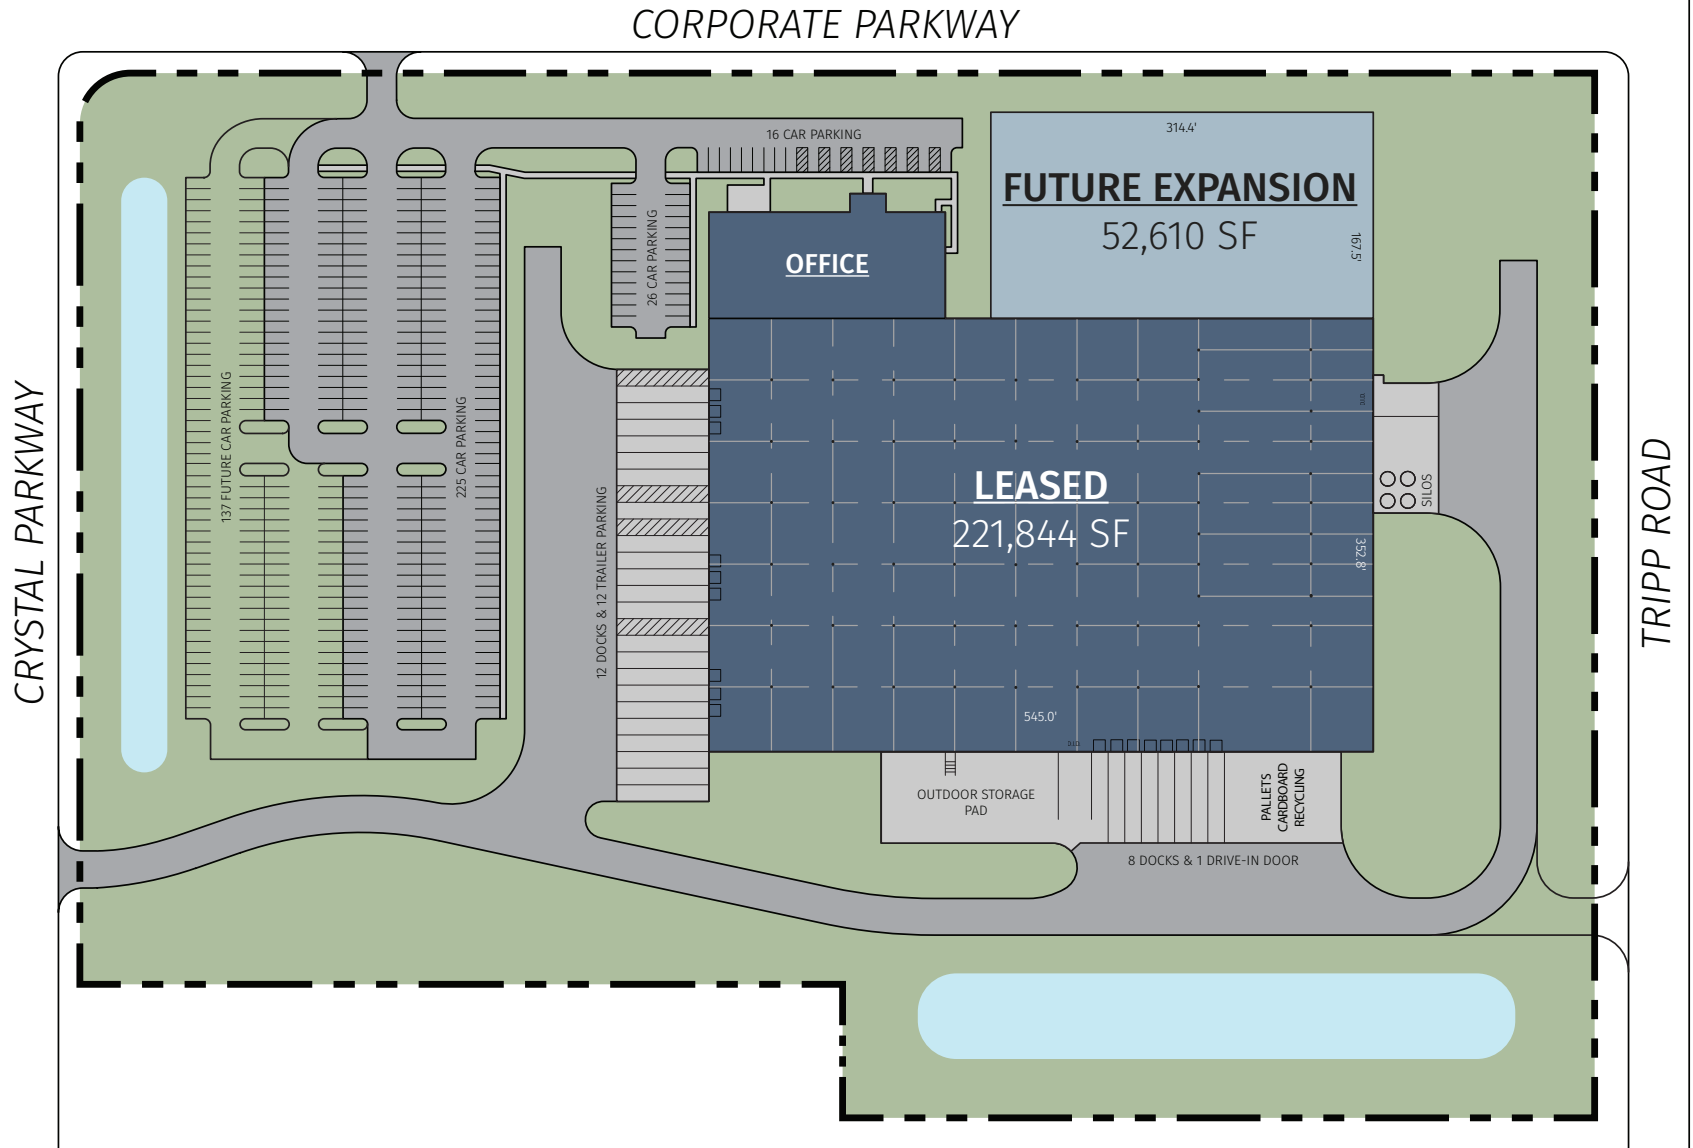 CORPORATE PARKWAY
16 CAR PARKING
314.4'
FUTURE EXPANSION
52,610 SF
167.5'
26 CAR PARKING
OFFICE
CRYSTAL PARKWAY
137 FUTURE CAR PARKING
225 CAR PARKING
12 DOCKS & 12 TRAILER PARKING
LEASED
221,844 SF
352.8'
SILOS
TRIPP ROAD
545.0'
OUTDOOR STORAGE
PAD
PALLETS
CARDBOARD
RECYCLING
8 DOCKS & 1 DRIVE-IN DOOR